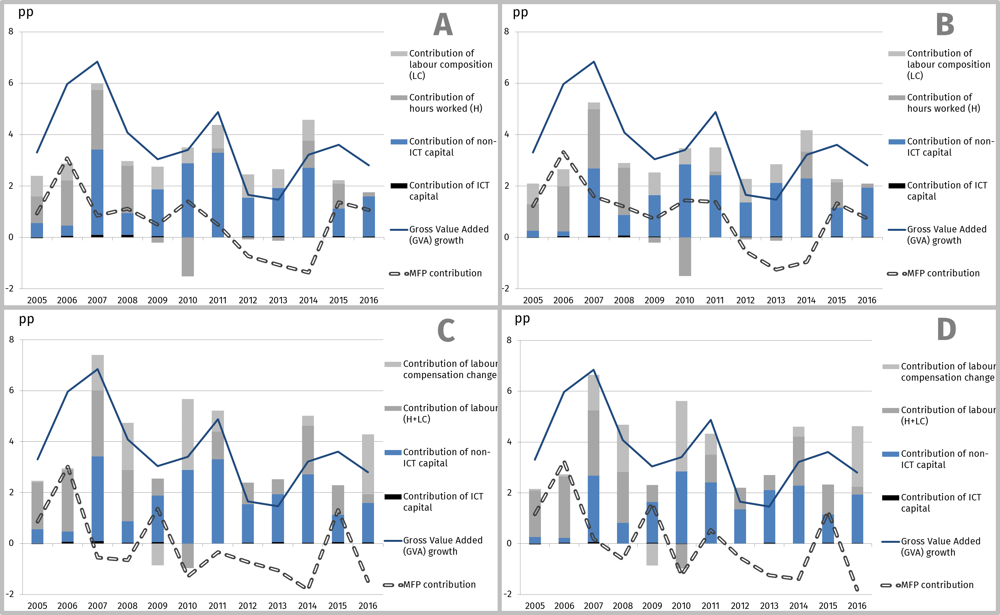 pp
A
8
6
4
2
0
-2
2005 2006 2007 2008 2009 2010 2011 2012 2013 2014 2015 2016
Contribution of
labour composition
(LC)
Contribution of
hours worked (H)
Contribution of non-
ICT capital
Contribution of ICT
capital
Gross Value Added
(GVA) growth
MFP contribution
pp
B
8
6
4
2
0
-2
2005 2006 2007 2008 2009 2010 2011 2012 2013 2014 2015 2016
Contribution of
labour composition
(LC)
Contribution of
hours worked (H)
Contribution of non-
ICT capital
Contribution of ICT
capital
Gross Value Added
(GVA) growth
MFP contribution
pp
C
8
6
4
2
0
-2
2005 2006 2007 2008 2009 2010 2011 2012 2013 2014 2015 2016
Contribution of labour
compensation change
Contribution of labour
(H+LC)
Contribution of non-
ICT capital
Contribution of ICT
capital
Gross Value Added
(GVA) growth
MFP contribution
pp
D
8
6
4
2
0
-2
2005 2006 2007 2008 2009 2010 2011 2012 2013 2014 2015 2016
Contribution of labour
compensation change
Contribution of labour
(H+LC)
Contribution of non-
ICT capital
Contribution of ICT
capital
Gross Value Added
(GVA) growth
MFP contribution